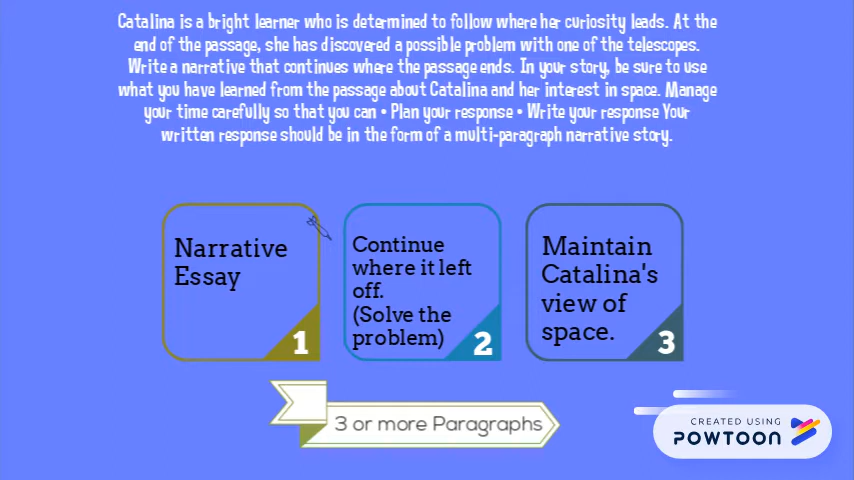 Catalina is a bright learner who is determined to follow where her curiosity leads. At the
end of the passage, she has discovered a possible problem with one of the telescopes.
Write a narrative that continues where the passage ends. In your story, be sure to use
what you have learned from the passage about Catalina and her interest in space. Manage
your time carefully so that you can • Plan your response • Write your response Your
written response should be in the form of a multi-paragraph narrative story.
Narrative
Essay
1
Continue
where it left
off.
(Solve the
problem)
2
Maintain
Catalina's
view of
space.
3
3 or more Paragraphs
CREATED USING
POWTOON